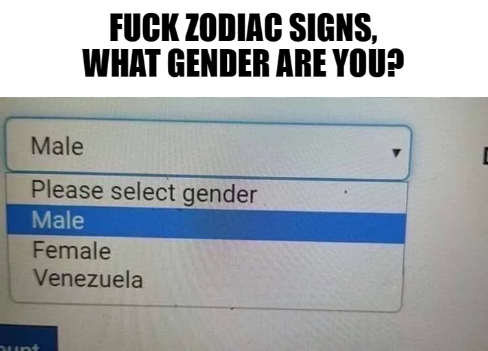 FUCK ZODIAC SIGNS,
WHAT GENDER ARE YOU?
Male
Please select gender
Male
Female
Venezuela